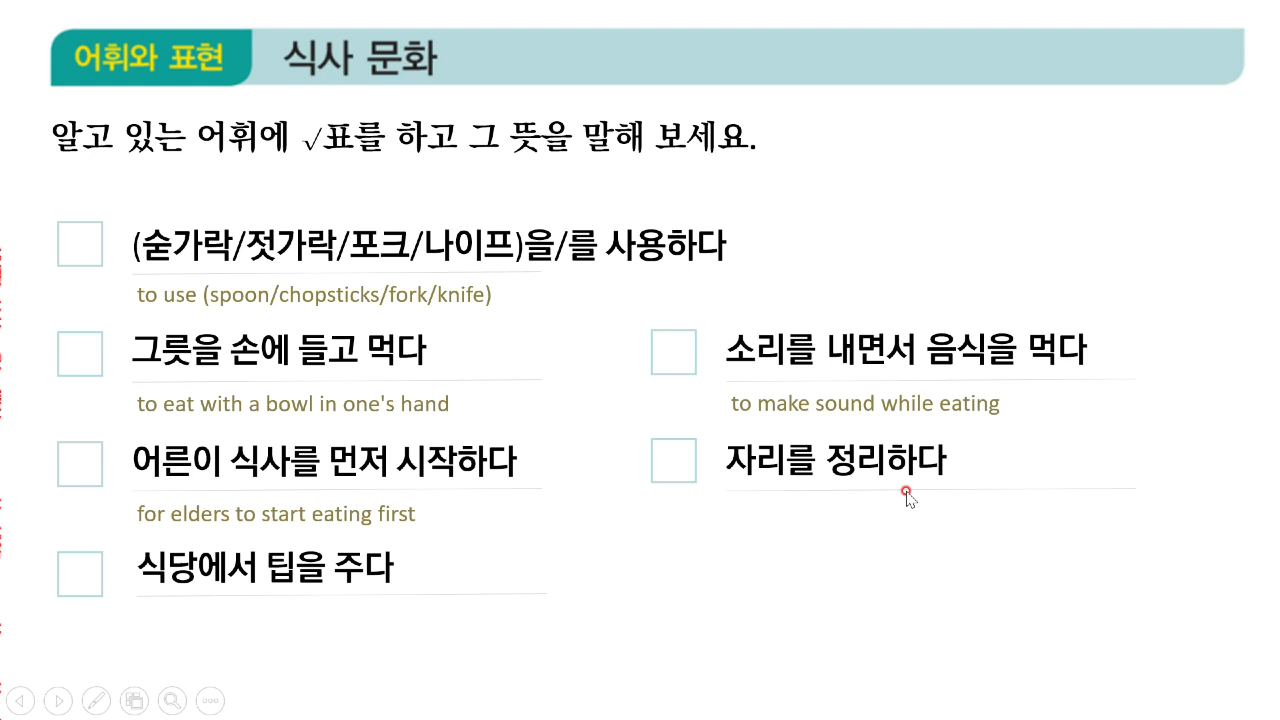 어휘와 표현 식사 문화
알고 있는 어휘에 √표를 하고 그 뜻을 말해 보세요.
(숟가락/젓가락/포크/나이프)을/를 사용하다
to use (spoon/chopsticks/fork/knife)
그릇을 손에 들고 먹다
to eat with a bowl in one's hand
소리를 내면서 음식을 먹다
to make sound while eating
어른이 식사를 먼저 시작하다
for elders to start eating first
자리를 정리하다
식당에서 팁을 주다